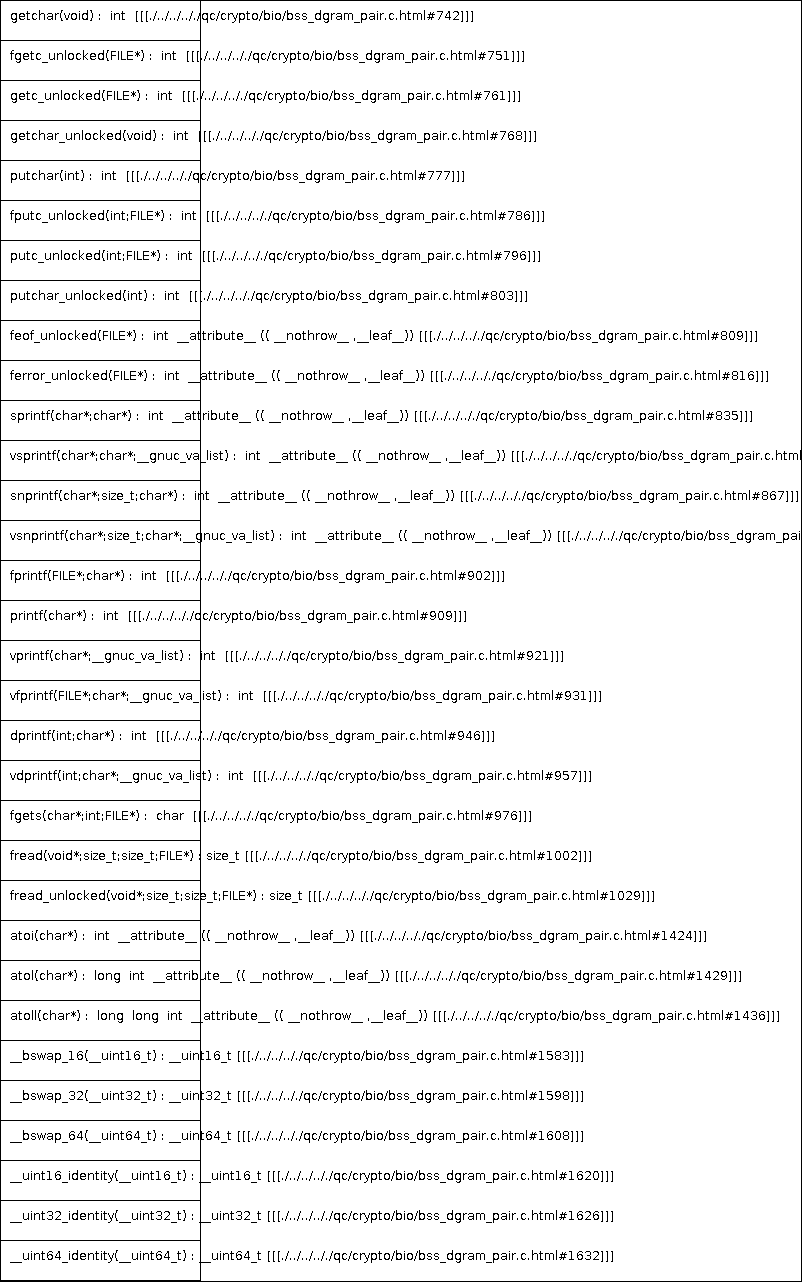 getchar(void) :  int  [[[./../../../../qc/crypto/bio/bss_dgram_pair.c.html#742]]]
fgetc_unlocked(FILE*) :  int  [[[./../../../../qc/crypto/bio/bss_dgram_pair.c.html#751]]]
getc_unlocked(FILE*) :  int  [[[./../../../../qc/crypto/bio/bss_dgram_pair.c.html#761]]]
getchar_unlocked(void) :  int  [[[./../../../../qc/crypto/bio/bss_dgram_pair.c.html#768]]]
putchar(int) :  int  [[[./../../../../qc/crypto/bio/bss_dgram_pair.c.html#777]]]
fputc_unlocked(int;FILE*) :  int  [[[./../../../../qc/crypto/bio/bss_dgram_pair.c.html#786]]]
putc_unlocked(int;FILE*) :  int  [[[./../../../../qc/crypto/bio/bss_dgram_pair.c.html#796]]]
putchar_unlocked(int) :  int  [[[./../../../../qc/crypto/bio/bss_dgram_pair.c.html#803]]]
feof_unlocked(FILE*) :  int  __attribute__ (( __nothrow__ ,__leaf__)) [[[./../../../../qc/crypto/bio/bss_dgram_pair.c.html#809]]]
ferror_unlocked(FILE*) :  int  __attribute__ (( __nothrow__ ,__leaf__)) [[[./../../../../qc/crypto/bio/bss_dgram_pair.c.html#816]]]
sprintf(char*;char*) :  int  __attribute__ (( __nothrow__ ,__leaf__)) [[[./../../../../qc/crypto/bio/bss_dgram_pair.c.html#835]]]
vsprintf(char*;char*;__gnuc_va_list) :  int  __attribute__ (( __nothrow__ ,__leaf__)) [[[./../../../../qc/crypto/bio/bss_dgram_pair.c.html
snprintf(char*;size_t;char*) :  int  __attribute__ (( __nothrow__ ,__leaf__)) [[[./../../../../qc/crypto/bio/bss_dgram_pair.c.html#867]]]
vsnprintf(char*;size_t;char*;__gnuc_va_list) :  int  __attribute__ (( __nothrow__ ,__leaf__)) [[[./../../../../qc/crypto/bio/bss_dgram_pai
fprintf(FILE*;char*) :  int  [[[./../../../../qc/crypto/bio/bss_dgram_pair.c.html#902]]]
printf(char*) :  int  [[[./../../../../qc/crypto/bio/bss_dgram_pair.c.html#909]]]
vprintf(char*;__gnuc_va_list) :  int  [[[./../../../../qc/crypto/bio/bss_dgram_pair.c.html#921]]]
vfprintf(FILE*;char*;__gnuc_va_list) :  int  [[[./../../../../qc/crypto/bio/bss_dgram_pair.c.html#931]]]
dprintf(int;char*) :  int  [[[./../../../../qc/crypto/bio/bss_dgram_pair.c.html#946]]]
vdprintf(int;char*;__gnuc_va_list) :  int  [[[./../../../../qc/crypto/bio/bss_dgram_pair.c.html#957]]]
fgets(char*;int;FILE*) :  char  [[[./../../../../qc/crypto/bio/bss_dgram_pair.c.html#976]]]
fread(void*;size_t;size_t;FILE*) : size_t [[[./../../../../qc/crypto/bio/bss_dgram_pair.c.html#1002]]]
fread_unlocked(void*;size_t;size_t;FILE*) : size_t [[[./../../../../qc/crypto/bio/bss_dgram_pair.c.html#1029]]]
atoi(char*) :  int  __attribute__ (( __nothrow__ ,__leaf__)) [[[./../../../../qc/crypto/bio/bss_dgram_pair.c.html#1424]]]
atol(char*) :  long  int  __attribute__ (( __nothrow__ ,__leaf__)) [[[./../../../../qc/crypto/bio/bss_dgram_pair.c.html#1429]]]
atoll(char*) :  long  long  int  __attribute__ (( __nothrow__ ,__leaf__)) [[[./../../../../qc/crypto/bio/bss_dgram_pair.c.html#1436]]]
__bswap_16(__uint16_t) : __uint16_t [[[./../../../../qc/crypto/bio/bss_dgram_pair.c.html#1583]]]
__bswap_32(__uint32_t) : __uint32_t [[[./../../../../qc/crypto/bio/bss_dgram_pair.c.html#1598]]]
__bswap_64(__uint64_t) : __uint64_t [[[./../../../../qc/crypto/bio/bss_dgram_pair.c.html#1608]]]
__uint16_identity(__uint16_t) : __uint16_t [[[./../../../../qc/crypto/bio/bss_dgram_pair.c.html#1620]]]
__uint32_identity(__uint32_t) : __uint32_t [[[./../../../../qc/crypto/bio/bss_dgram_pair.c.html#1626]]]
__uint64_identity(__uint64_t) : __uint64_t [[[./../../../../qc/crypto/bio/bss_dgram_pair.c.html#1632]]]